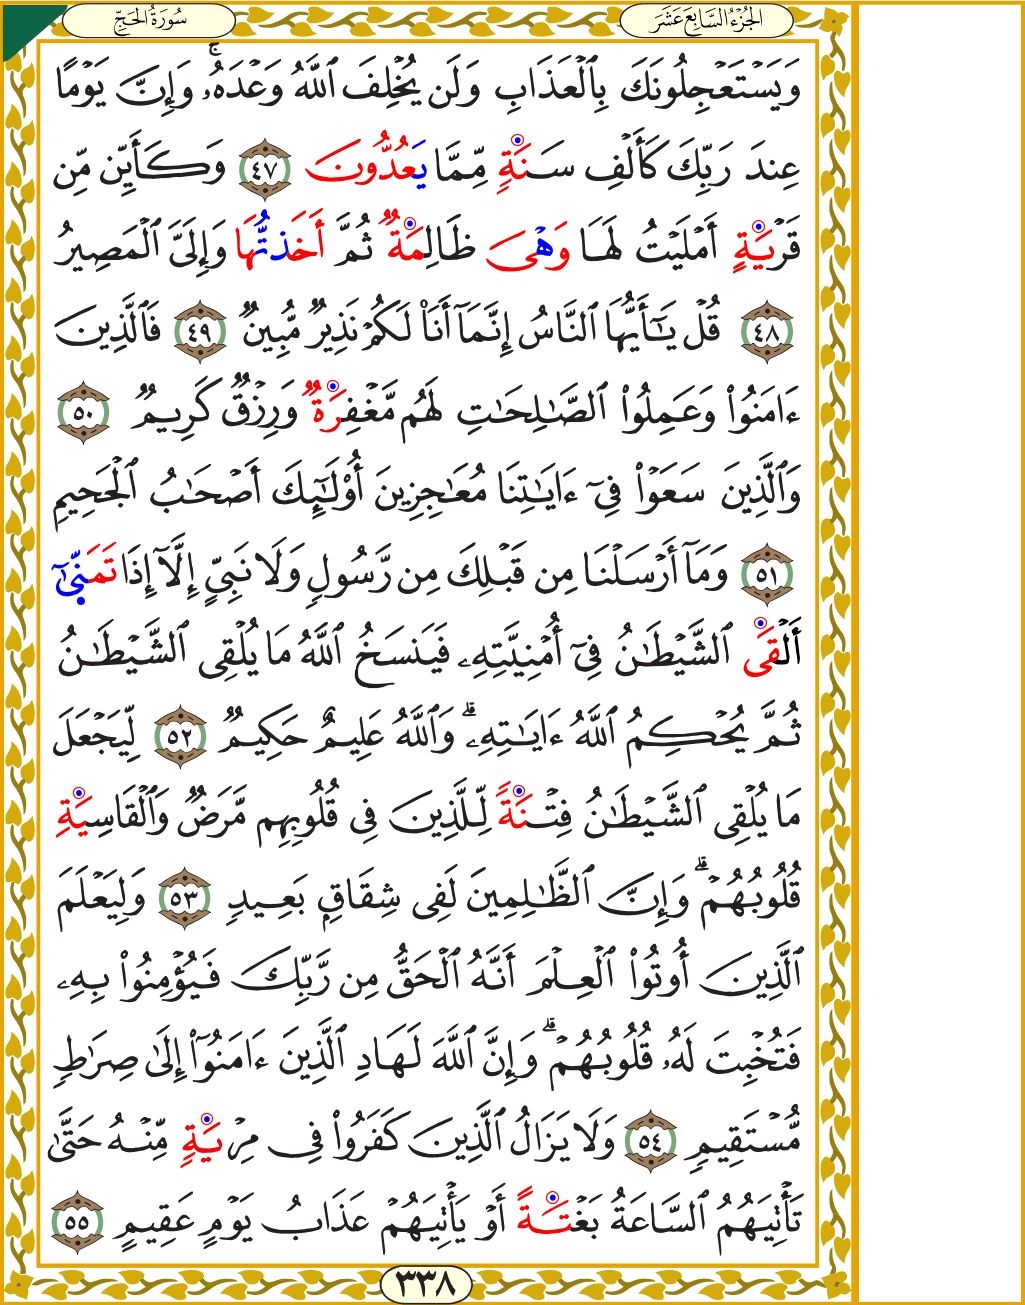 الجُزْءُ السَّابِعَ عَشَرَ
سُورَةُ الحَجِّ
وَيَسْتَعْجِلُونَكَ بِٱلْعَذَابِ وَلَن يُخْلِفَ ٱللَّهُ وَعْدَهُۥۚ وَإِنَّ يَوْمًا
عِندَ رَبِّكَ كَأَلْفِ سَنَةٍ مِّمَّا يَعُدُّونَ ٤٧ وَكَأَيِّن مِّن
قَرْيَةٍ أَمْلَيْتُ لَهَا وَهْىَ ظَالِمَةٌ ثُمَّ أَخَذتُّهَا وَإِلَىَّ ٱلْمَصِيرُ
٤٨ قُلْ يَـٰٓأَيُّهَا ٱلنَّاسُ إِنَّمَآ أَنَا۠ لَكُمْ نَذِيرٌ مُّبِينٌ ٤٩ فَٱلَّذِينَ
ءَامَنُوا۟ وَعَمِلُوا۟ ٱلصَّـٰلِحَـٰتِ لَهُم مَّغْفِرَةٌ وَرِزْقٌ كَرِيمٌ ٥٠
وَٱلَّذِينَ سَعَوْا۟ فِىٓ ءَايَـٰتِنَا مُعَـٰجِزِينَ أُو۟لَـٰٓئِكَ أَصْحَـٰبُ ٱلْجَحِيمِ
٥١ وَمَآ أَرْسَلْنَا مِن قَبْلِكَ مِن رَّسُولٍ وَلَا نَبِىٍّ إِلَّآ إِذَا تَمَنَّىٰٓ
أَلْقَى ٱلشَّيْطَـٰنُ فِىٓ أُمْنِيَّتِهِۦ فَيَنسَخُ ٱللَّهُ مَا يُلْقِى ٱلشَّيْطَـٰنُ
ثُمَّ يُحْكِمُ ٱللَّهُ ءَايَـٰتِهِۦۗ وَٱللَّهُ عَلِيمٌ حَكِيمٌ ٥٢ لِّيَجْعَلَ
مَا يُلْقِى ٱلشَّيْطَـٰنُ فِتْنَةً لِّلَّذِينَ فِى قُلُوبِهِم مَّرَضٌ وَٱلْقَاسِيَةِ
قُلُوبُهُمْۗ وَإِنَّ ٱلظَّـٰلِمِينَ لَفِى شِقَاقٍۭ بَعِيدٍ ٥٣ وَلِيَعْلَمَ
ٱلَّذِينَ أُوتُوا۟ ٱلْعِلْمَ أَنَّهُ ٱلْحَقُّ مِن رَّبِّكَ فَيُؤْمِنُوا۟ بِهِۦ
فَتُخْبِتَ لَهُۥ قُلُوبُهُمْۗ وَإِنَّ ٱللَّهَ لَهَادِ ٱلَّذِينَ ءَامَنُوٓا۟ إِلَىٰ صِرَٰطٍ
مُّسْتَقِيمٍ ٥٤ وَلَا يَزَالُ ٱلَّذِينَ كَفَرُوا۟ فِى مِرْيَةٍ مِّنْهُ حَتَّىٰ
تَأْتِيَهُمُ ٱلسَّاعَةُ بَغْتَةً أَوْ يَأْتِيَهُمْ عَذَابُ يَوْمٍ عَقِيمٍ ٥٥
٣٣٨